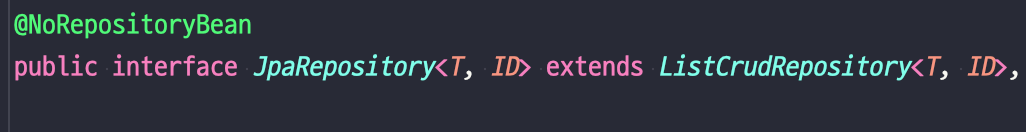 @NoRepositoryBean
public interface JpaRepository<T, ID> extends ListCrudRepository<T, ID>,